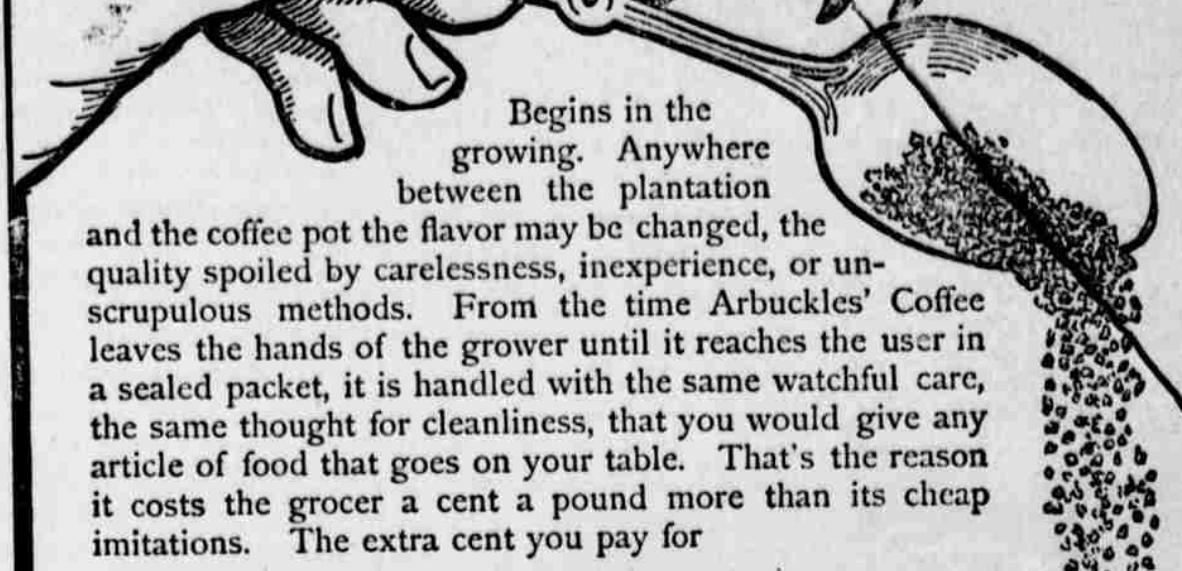 Begins in the
growing. Anywhere
between the plantation
and the coffee pot the flavor may be changed, the
quality spoiled by carelessness, inexperience, or un-
scrupulous methods. From the time Arbuckles' Coffee
leaves the hands of the grower until it reaches the user in
a sealed packet, it is handled with the same watchful care,
the same thought for cleanliness, that you would give any
article of food that goes on your table. That's the reason
it costs the grocer a cent a pound more than its cheap
imitations. The extra cent you pay for